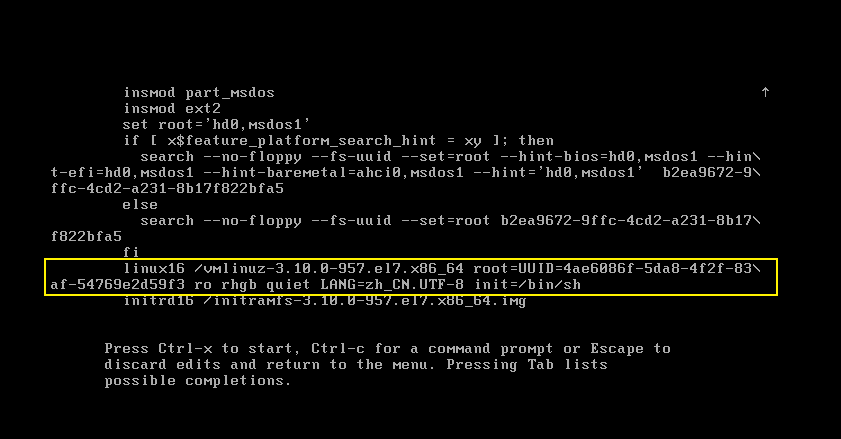 insmod part_msdos
insmod ext2
set root='hd0,msdos1'
if [ x$feature_platform_search_hint = xy ]; then
search --no-floppy --fs-uuid --set=root --hint-bios=hd0,msdos1 --hin\
t-efi=hd0,msdos1 --hint-baremetal=ahci0,msdos1 --hint='hd0,msdos1'  b2ea9672-9\
ffc-4cd2-a231-8b17f822bfa5
else
search --no-floppy --fs-uuid --set=root b2ea9672-9ffc-4cd2-a231-8b17\
f822bfa5
fi
linux16 /vmlinuz-3.10.0-957.el7.x86_64 root=UUID=4ae6086f-5da8-4f2f-83\
af-54769e2d59f3 ro rhgb quiet LANG=zh_CN.UTF-8 init=/bin/sh
initrd16 /initramfs-3.10.0-957.el7.x86_64.img
Press Ctrl-x to start, Ctrl-c for a command prompt or Escape to
discard edits and return to the menu. Pressing Tab lists
possible completions.